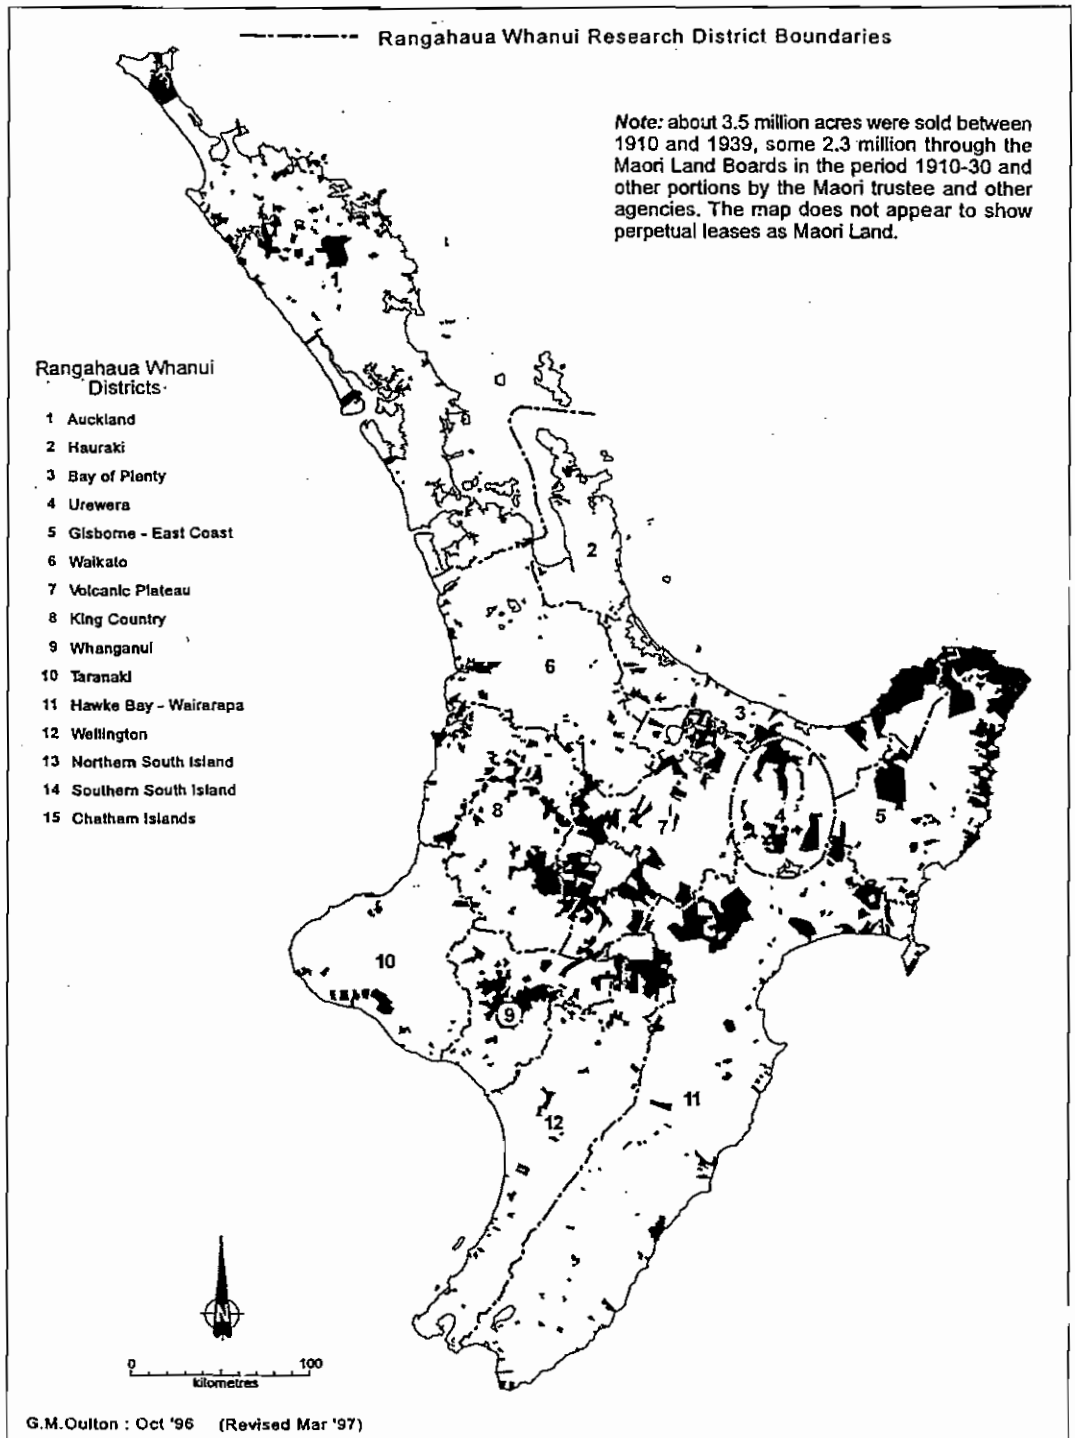 Rangahaua Whanui Research District Boundaries
Note: about 3.5 million acres were sold between
1910 and 1939, some 2.3 million through the
Maori Land Boards in the period 1910-30 and
other portions by the Maori trustee and other
agencies. The map does not appear to show
perpetual leases as Maori Land.
Rangahaua Whanui
Districts
1 Auckland
2 Hauraki
3 Bay of Plenty
4 Urewera
5 Gisborne - East Coast
6 Waikato
7 Volcanic Plateau
8 King Country
9 Whanganui
10 Taranaki
11 Hawke Bay - Wairarapa
12 Wellington
13 Northern South Island
14 Southern South Island
15 Chatham Islands
1
2
6
3
8
7
4
5
10
9
11
12
0 100
kilometres
G.M.Oulton : Oct '96 (Revised Mar '97)